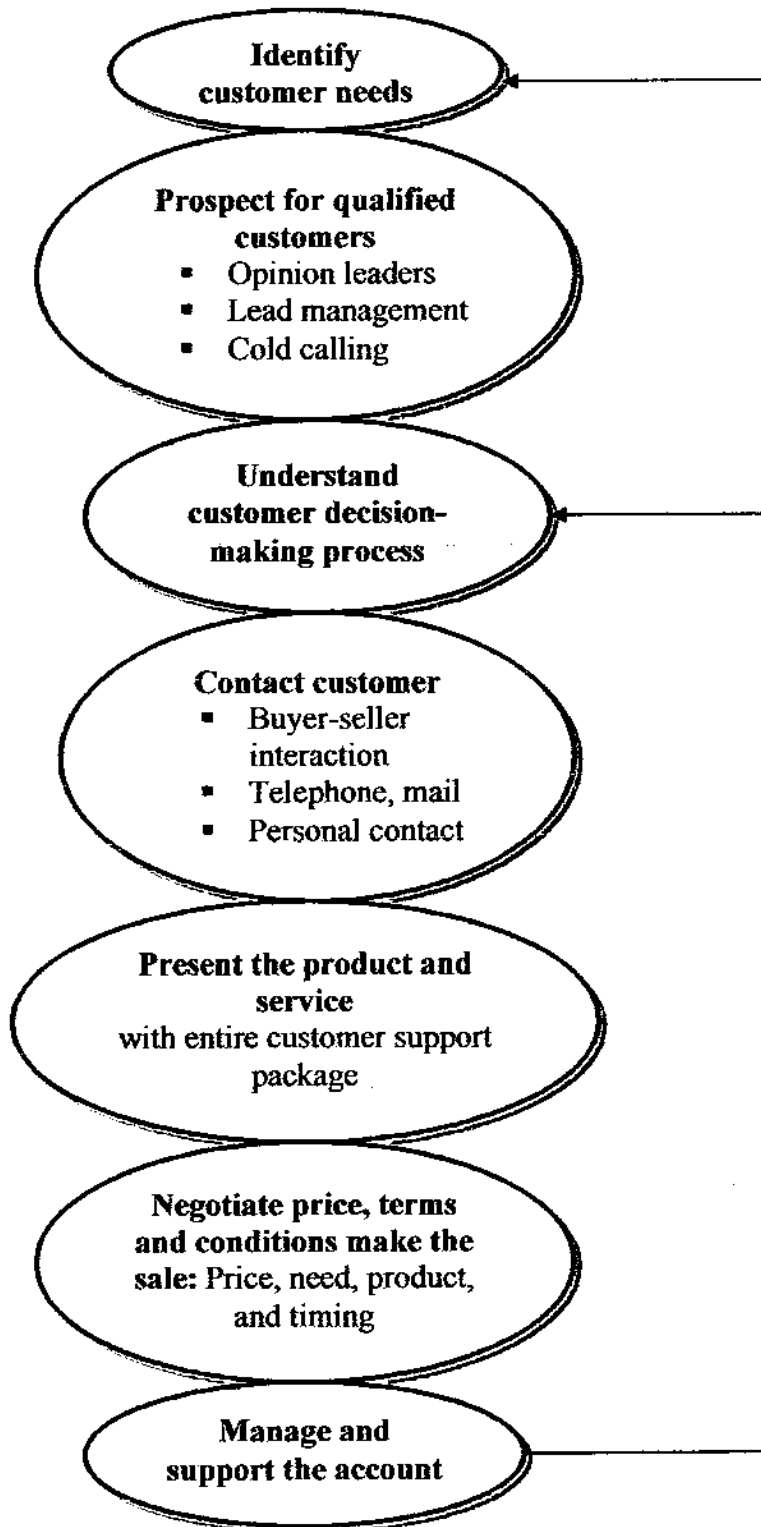 Identify
customer needs
Prospect for qualified
customers
▪ Opinion leaders
▪ Lead management
▪ Cold calling
Understand
customer decision-
making process
Contact customer
▪ Buyer-seller
interaction
▪ Telephone, mail
▪ Personal contact
Present the product and
service
with entire customer support
package
Negotiate price, terms
and conditions make the
sale: Price, need, product,
and timing
Manage and
support the account